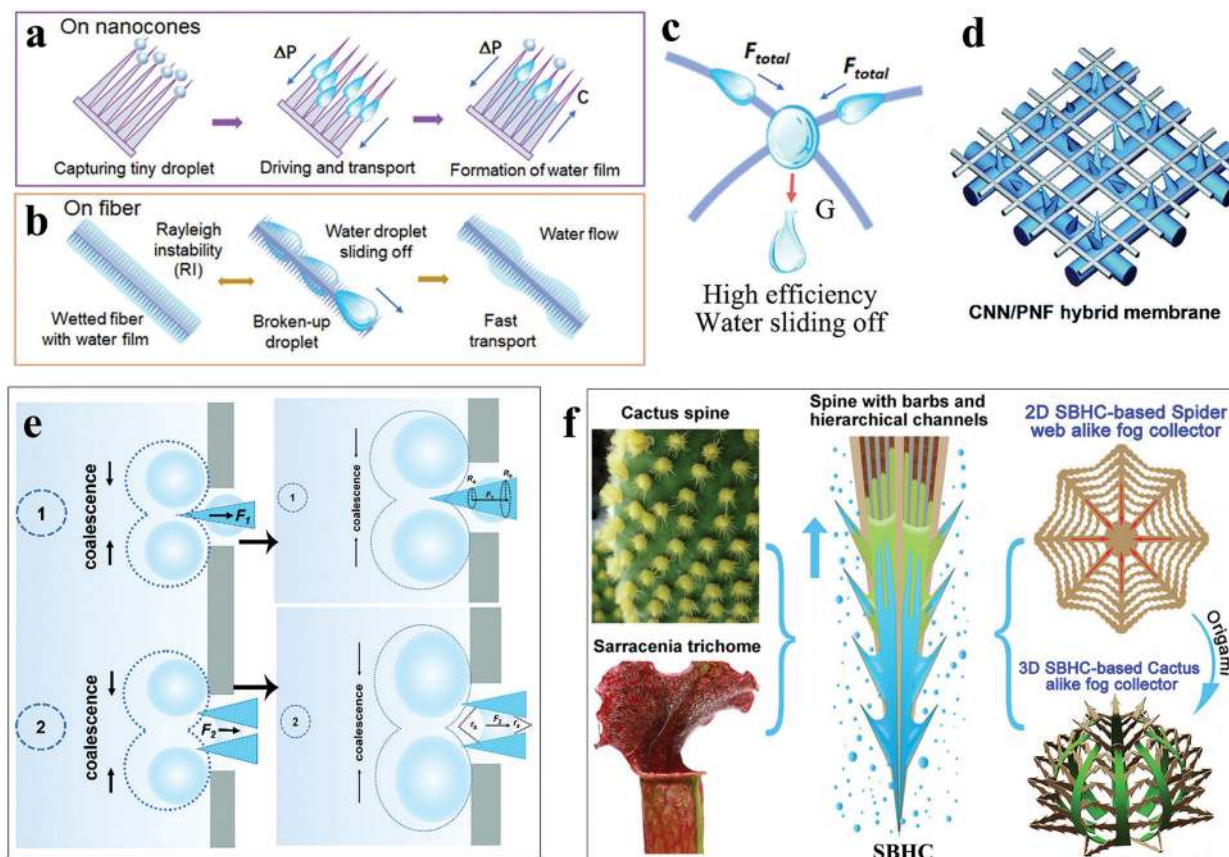 a
On nanocones
ΔP
ΔP
C
Capturing tiny droplet
Driving and transport
Formation of water film
b
On fiber
Rayleigh
instability
(RI)
Water droplet
sliding off
Water flow
Wetted fiber
with water film
Broken-up
droplet
Fast
transport
c
F_total
F_total
G
High efficiency
Water sliding off
d
CNN/PNF hybrid membrane
e
1
coalescence
F1
1
coalescence
2
coalescence
F2
2
coalescence
f
Cactus spine
Sarracenia trichome
Spine with barbs and
hierarchical channels
SBHC
2D SBHC-based Spider
web alike fog collector
Origami
3D SBHC-based Cactus
alike fog collector